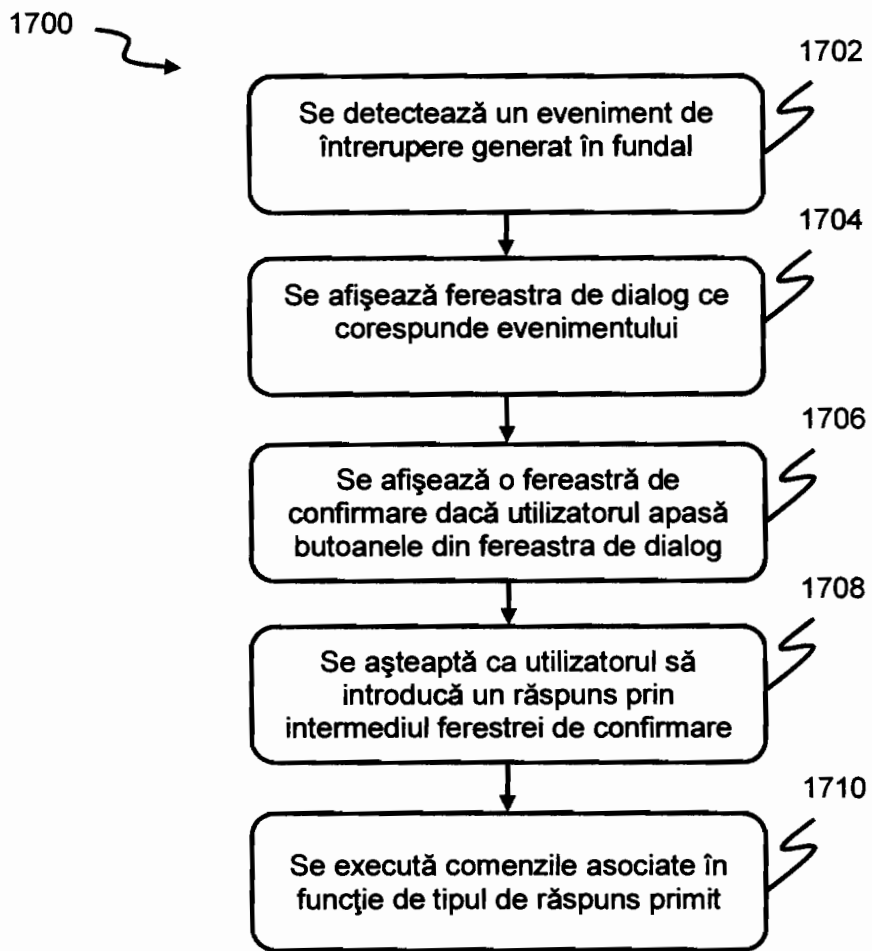 1700
1702
Se detectează un eveniment de
întrerupere generat în fundal
1704
Se afişează fereastra de dialog ce
corespunde evenimentului
1706
Se afişează o fereastră de
confirmare dacă utilizatorul apasă
butoanele din fereastra de dialog
1708
Se aşteaptă ca utilizatorul să
introducă un răspuns prin
intermediul ferestrei de confirmare
1710
Se execută comenzile asociate în
funcţie de tipul de răspuns primit